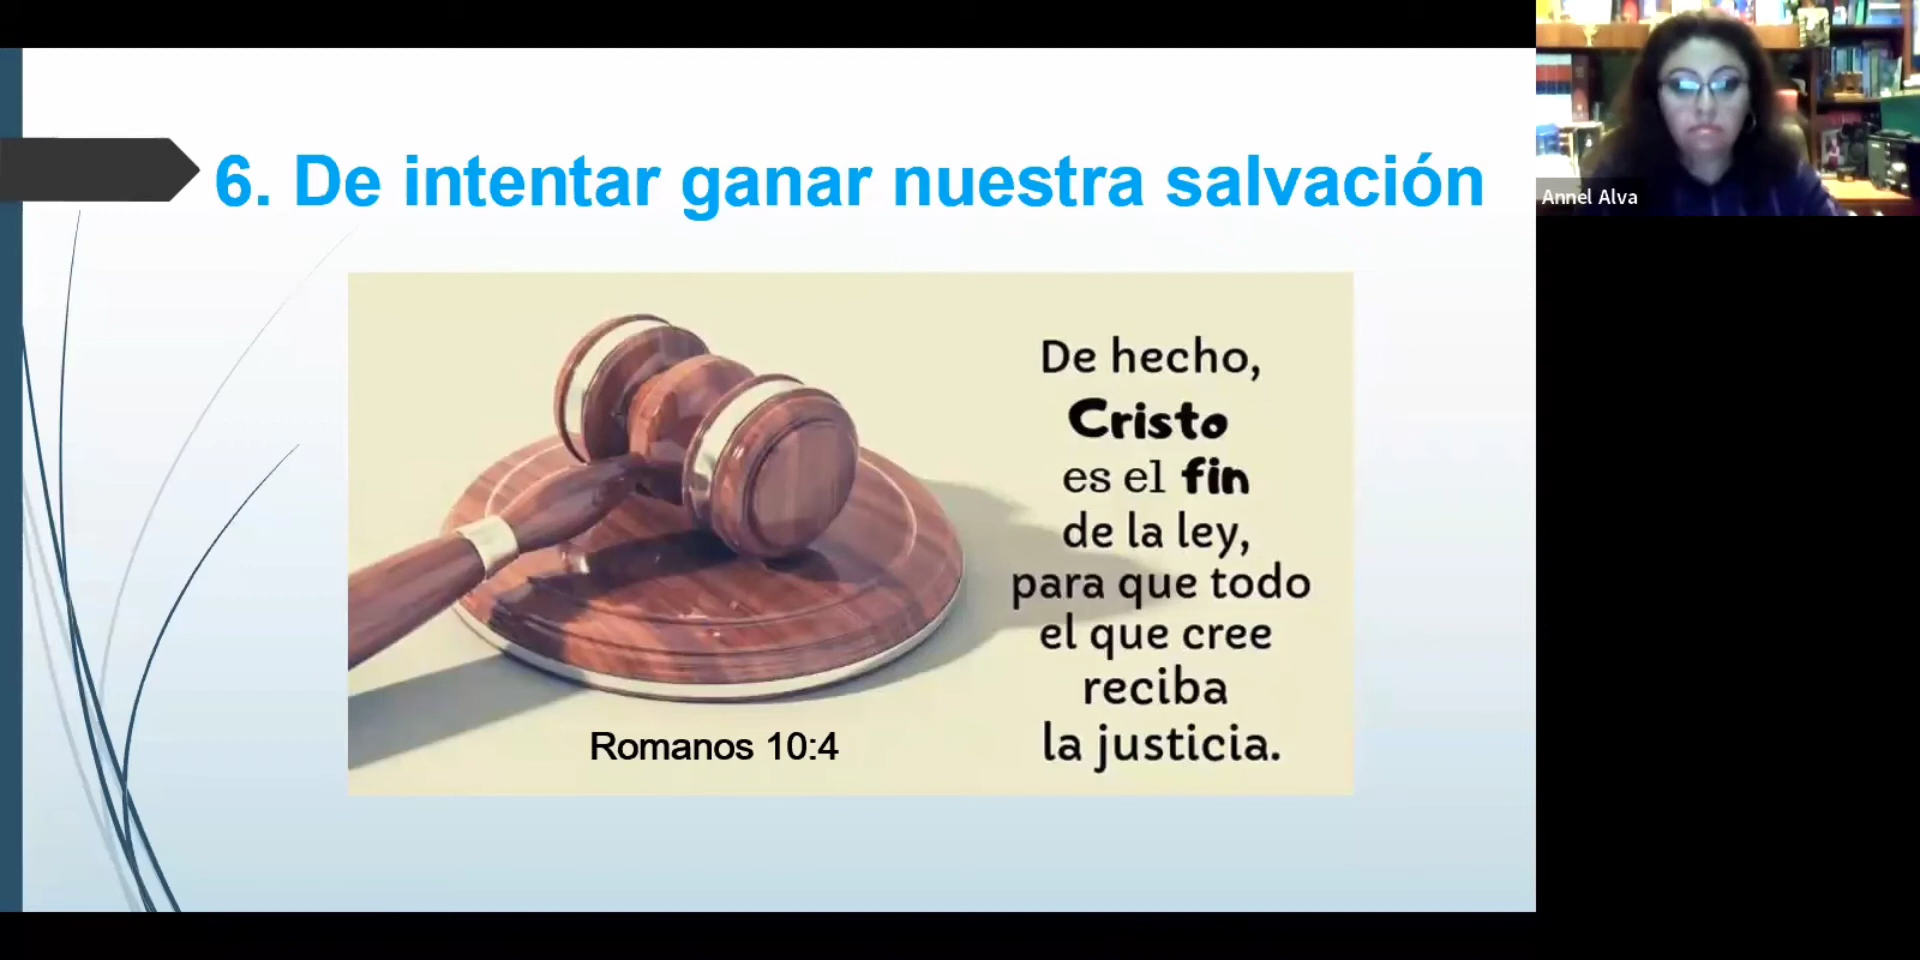 6. De intentar ganar nuestra salvación
De hecho,
Cristo
es el fin
de la ley,
para que todo
el que cree
reciba
la justicia.
Romanos 10:4
Annel Alva